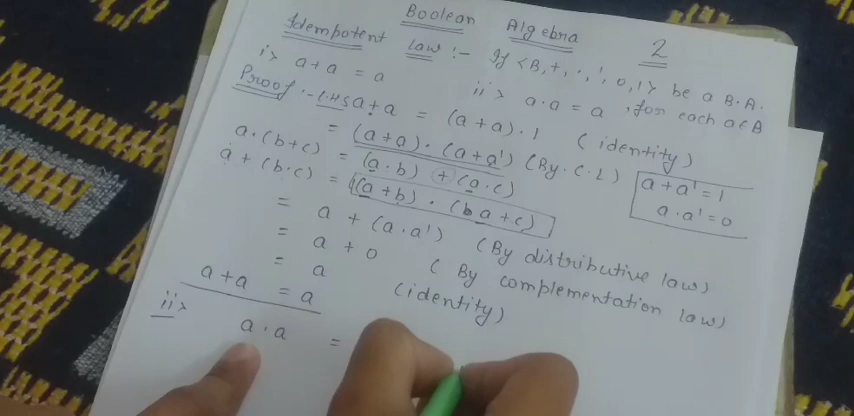 Boolean Algebra 2
Idempotent law :- If <B, +, ·, ', 0, 1> be a B.A.
i> a+a = a ii> a·a = a , for each a∈B
Proof :- LHS a+a = (a+a)·1 (identity)
= (a+a)·(a+a') (By C.L)
a+a' = 1
a·a' = 0
a·(b+c) = (a·b) + (a·c)
a+(b·c) = (a+b)·(a+c)
= a + (a·a') (By distributive law)
= a + 0 (By complementation law)
= a (identity)
a+a = a
ii> a·a =